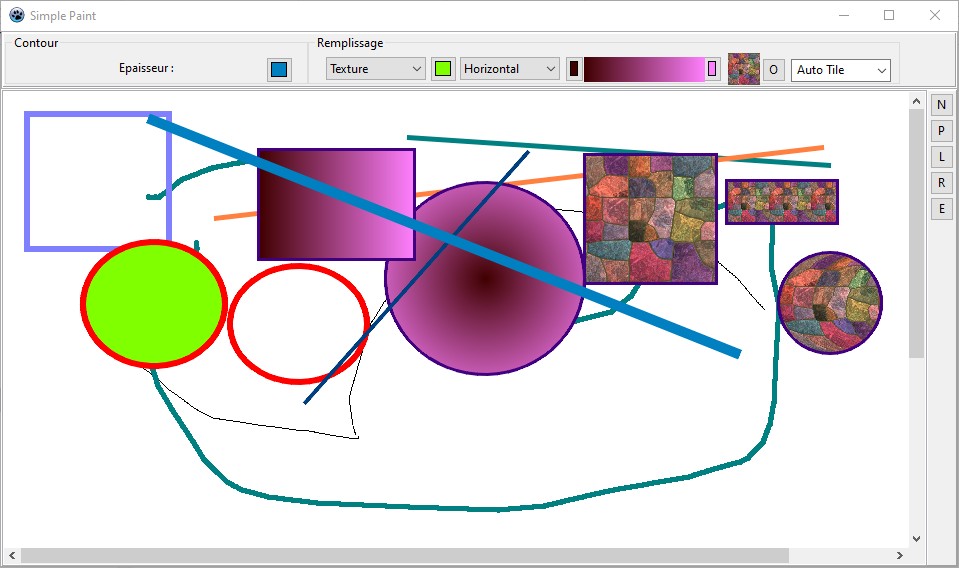 Simple Paint
Contour
Remplissage
Epaisseur :
Texture
Horizontal
O
Auto Tile
N
P
L
R
E